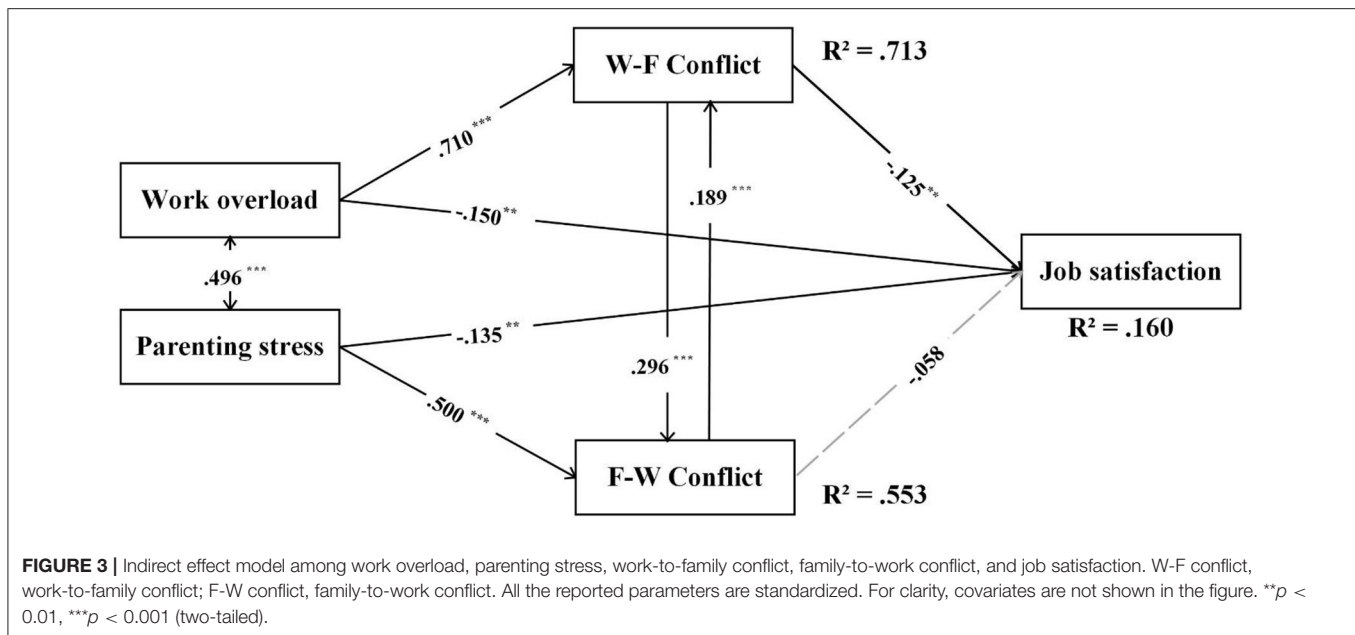 W-F Conflict
R² = .713
.710 ***
-.125 **
Work overload
.189 ***
-.150 **
Job satisfaction
.496 ***
R² = .160
Parenting stress
-.135 **
.296 ***
-.058
.500 ***
F-W Conflict
R² = .553
FIGURE 3 | Indirect effect model among work overload, parenting stress, work-to-family conflict, family-to-work conflict, and job satisfaction. W-F conflict,
work-to-family conflict; F-W conflict, family-to-work conflict. All the reported parameters are standardized. For clarity, covariates are not shown in the figure. **p <
0.01, ***p < 0.001 (two-tailed).